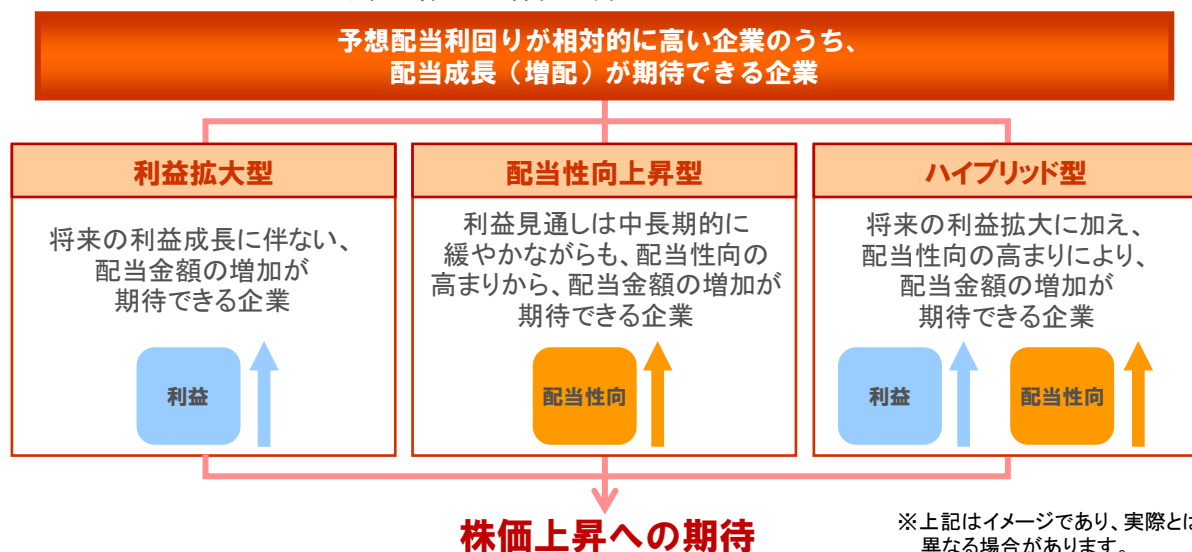 予想配当利回りが相対的に高い企業のうち、
配当成長（増配）が期待できる企業
利益拡大型
将来の利益成長に伴ない、
配当金額の増加が
期待できる企業
利益
配当性向上昇型
利益見通しは中長期的に
緩やかながらも、配当性向の
高まりから、配当金額の増加が
期待できる企業
配当性向
ハイブリッド型
将来の利益拡大に加え、
配当性向の高まりにより、
配当金額の増加が
期待できる企業
利益
配当性向
株価上昇への期待
※上記はイメージであり、実際とは
異なる場合があります。